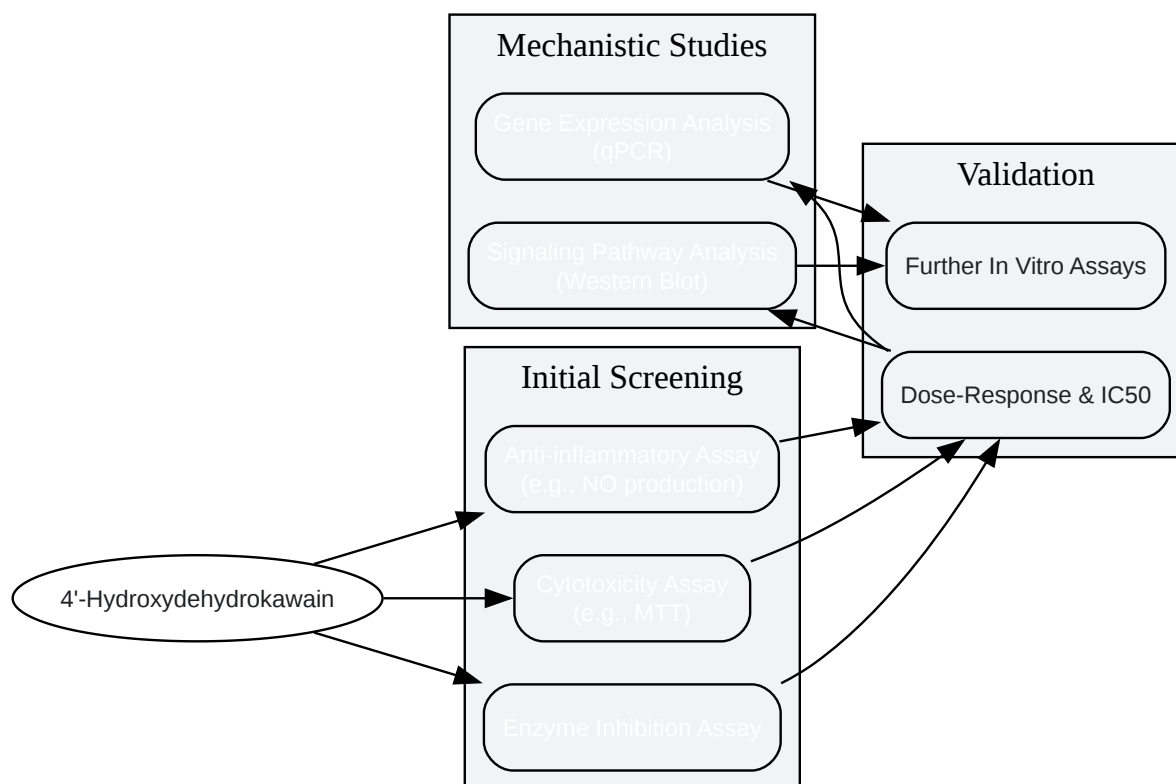 Mechanistic Studies
Gene Expression Analysis
(qPCR)
Signaling Pathway Analysis
(Western Blot)
Validation
Further In Vitro Assays
Dose-Response & IC50
Initial Screening
Anti-inflammatory Assay
(e.g., NO production)
Cytotoxicity Assay
(e.g., MTT)
Enzyme Inhibition Assay
4'-Hydroxydehydrokawain